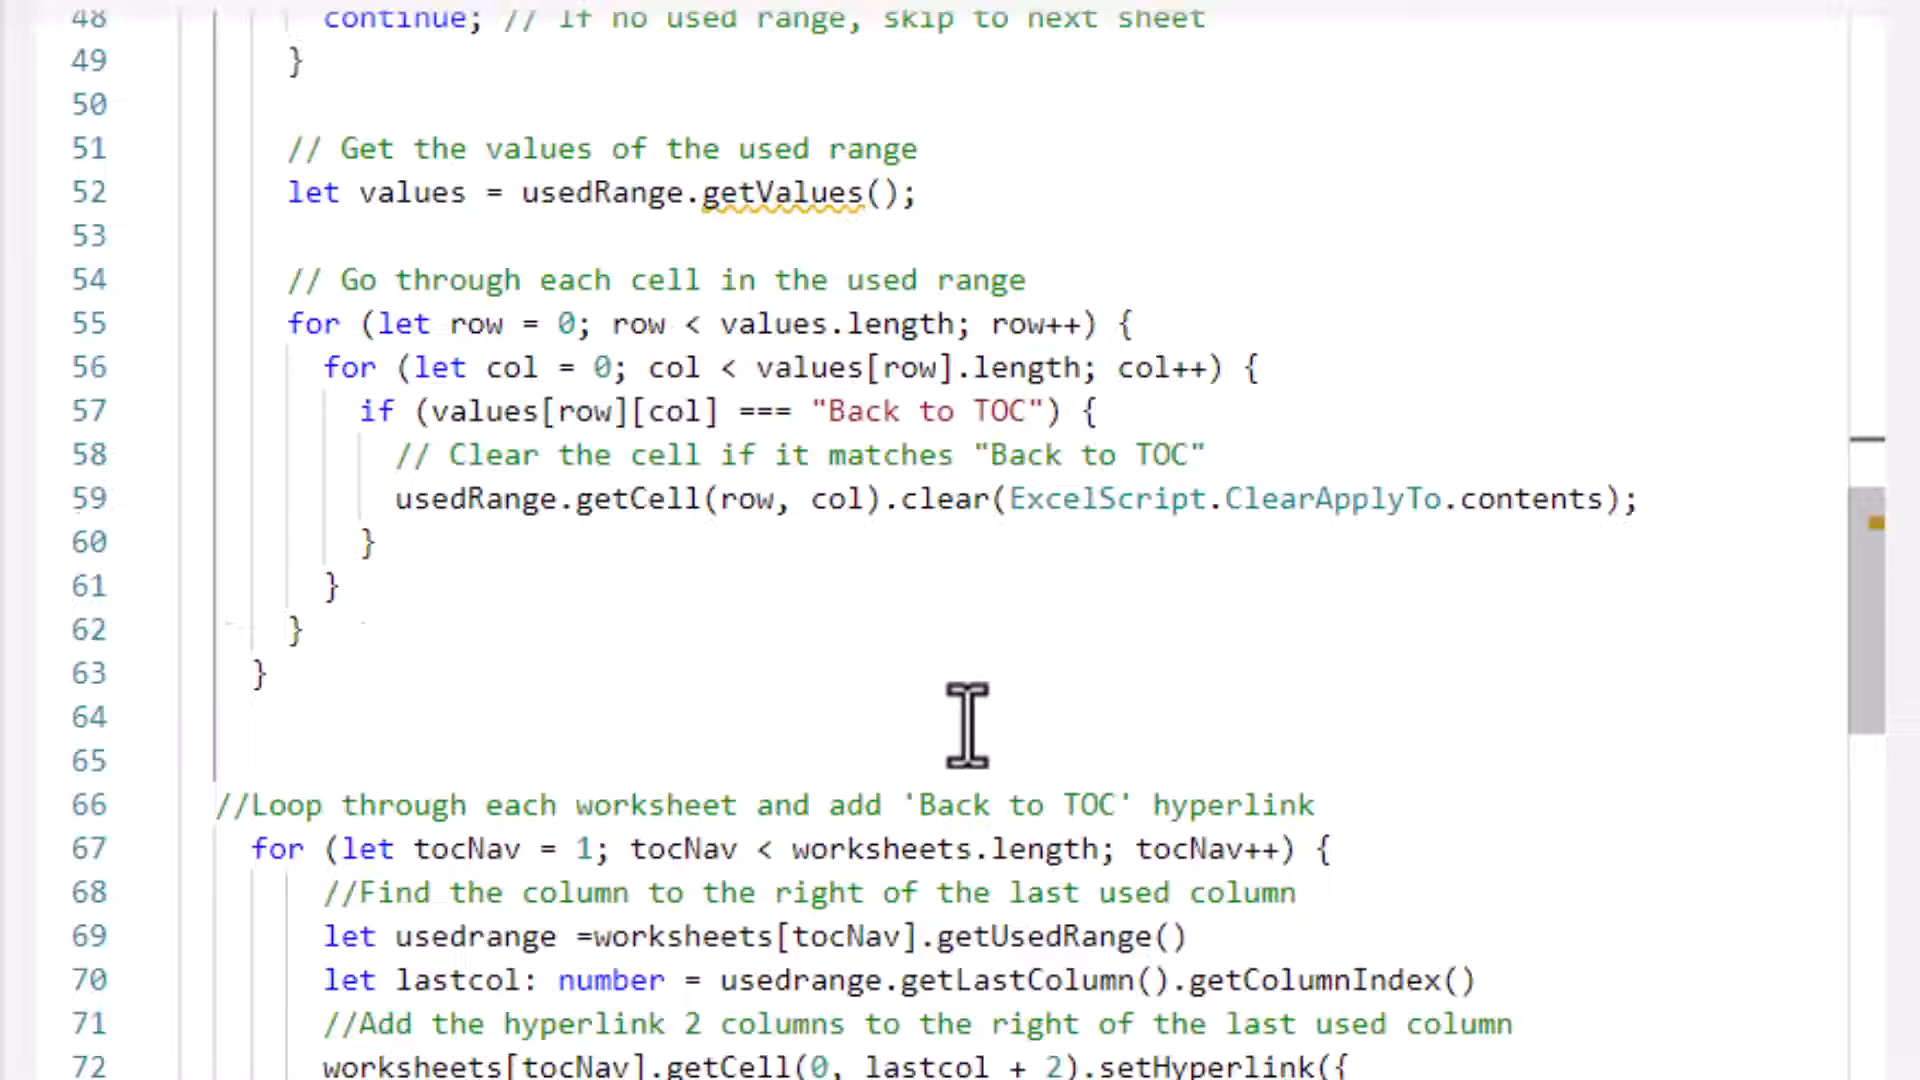 48 continue; // If no used range, skip to next sheet
49 }
50
51 // Get the values of the used range
52 let values = usedRange.getValues();
53
54 // Go through each cell in the used range
55 for (let row = 0; row < values.length; row++) {
56 for (let col = 0; col < values[row].length; col++) {
57 if (values[row][col] === "Back to TOC") {
58 // Clear the cell if it matches "Back to TOC"
59 usedRange.getCell(row, col).clear(ExcelScript.ClearApplyTo.contents);
60 }
61 }
62 }
63 }
64
65
66 //Loop through each worksheet and add 'Back to TOC' hyperlink
67 for (let tocNav = 1; tocNav < worksheets.length; tocNav++) {
68 //Find the column to the right of the last used column
69 let usedrange =worksheets[tocNav].getUsedRange()
70 let lastcol: number = usedrange.getLastColumn().getColumnIndex()
71 //Add the hyperlink 2 columns to the right of the last used column
72 worksheets[tocNav].getCell(0, lastcol + 2).setHyperlink({